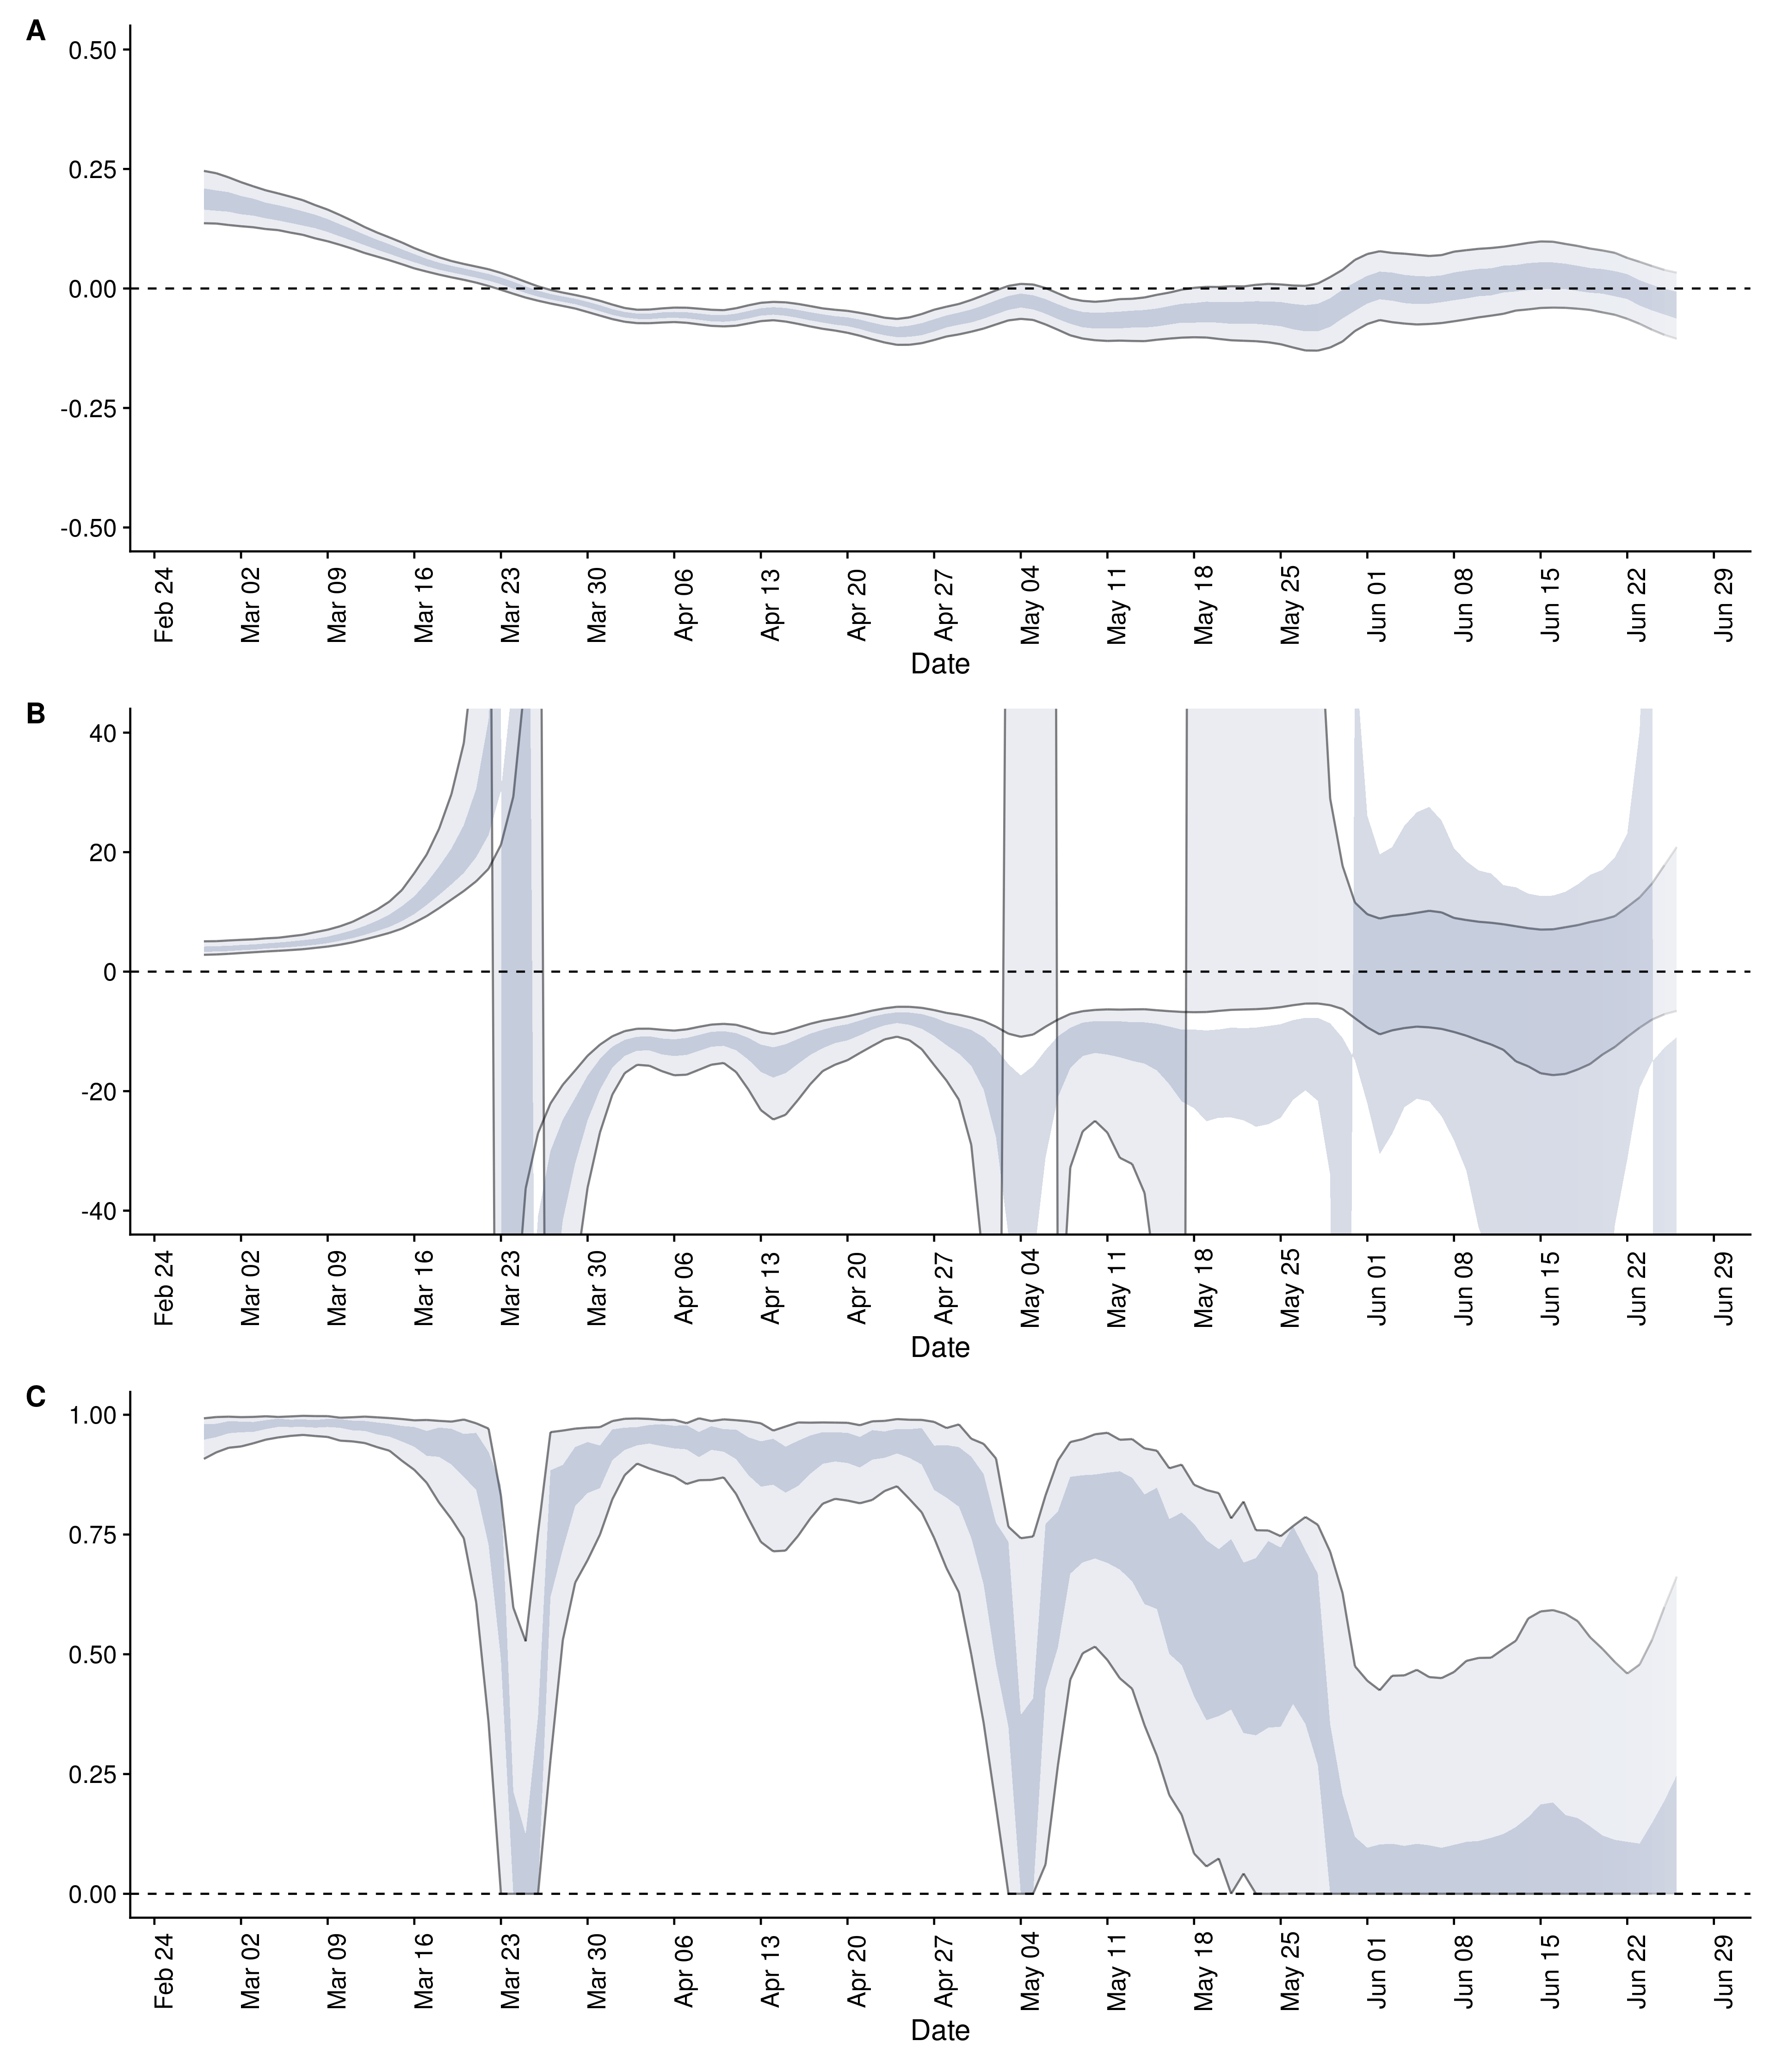 A
0.50
0.25
0.00
-0.25
-0.50
Feb 24
Mar 02
Mar 09
Mar 16
Mar 23
Mar 30
Apr 06
Apr 13
Apr 20
Apr 27
May 04
May 11
May 18
May 25
Jun 01
Jun 08
Jun 15
Jun 22
Jun 29
Date
B
40
20
0
-20
-40
Feb 24
Mar 02
Mar 09
Mar 16
Mar 23
Mar 30
Apr 06
Apr 13
Apr 20
Apr 27
May 04
May 11
May 18
May 25
Jun 01
Jun 08
Jun 15
Jun 22
Jun 29
Date
C
1.00
0.75
0.50
0.25
0.00
Feb 24
Mar 02
Mar 09
Mar 16
Mar 23
Mar 30
Apr 06
Apr 13
Apr 20
Apr 27
May 04
May 11
May 18
May 25
Jun 01
Jun 08
Jun 15
Jun 22
Jun 29
Date